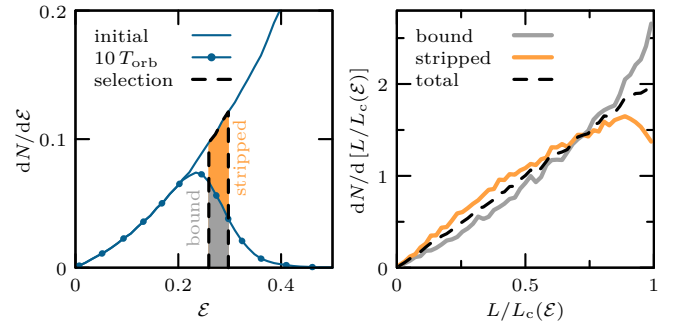 initial
10 T_orb
selection
bound
stripped
0.2
0.1
0
dN/dℰ
0
0.2
0.4
ℰ
bound
stripped
total
2
1
0
dN/d [L/L_c(ℰ)]
0
0.5
1
L/L_c(ℰ)